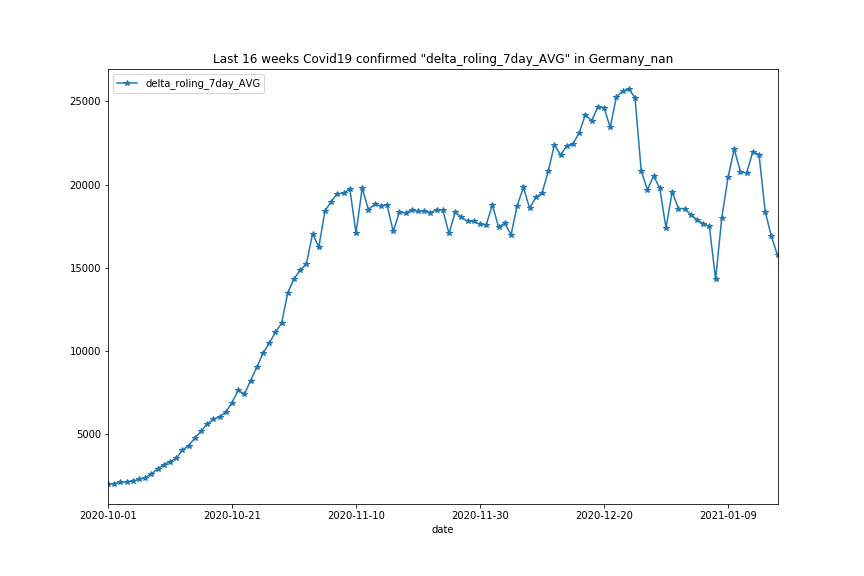 Last 16 weeks Covid19 confirmed "delta_roling_7day_AVG" in Germany_nan
delta_roling_7day_AVG
25000
20000
15000
10000
5000
2020-10-01 2020-10-21 2020-11-10 2020-11-30 2020-12-20 2021-01-09
date